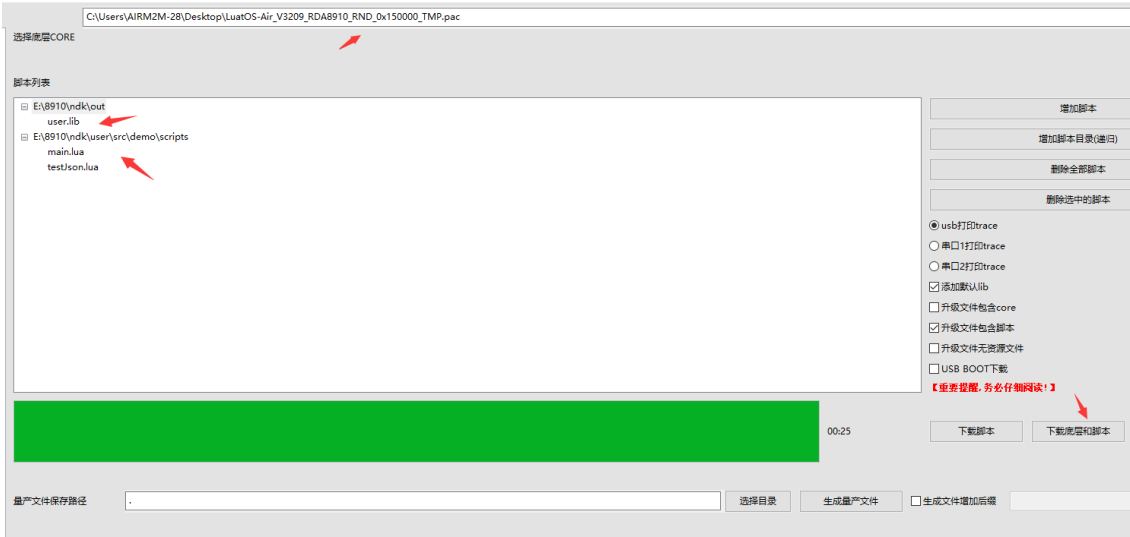 C:\Users\AIRM2M-28\Desktop\LuatOS-Air_V3209_RDA8910_RND_0x150000_TMP.pac
选择底层CORE
脚本列表
E:\8910\ndk\out
user.lib
E:\8910\ndk\user\src\demo\scripts
main.lua
testJson.lua
增加脚本
增加脚本目录(递归)
删除全部脚本
删除选中的脚本
usb打印trace
串口1打印trace
串口2打印trace
添加默认lib
升级文件包含core
升级文件包含脚本
升级文件无资源文件
USB BOOT下载
【重要提醒,务必仔细阅读!】
00:25
下载脚本
下载底层和脚本
量产文件保存路径
.
选择目录
生成量产文件
生成文件增加后缀